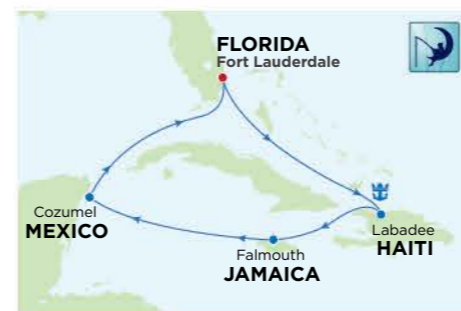 FLORIDA
Fort Lauderdale
Labadee
HAITI
Cozumel
MEXICO
Falmouth
JAMAICA